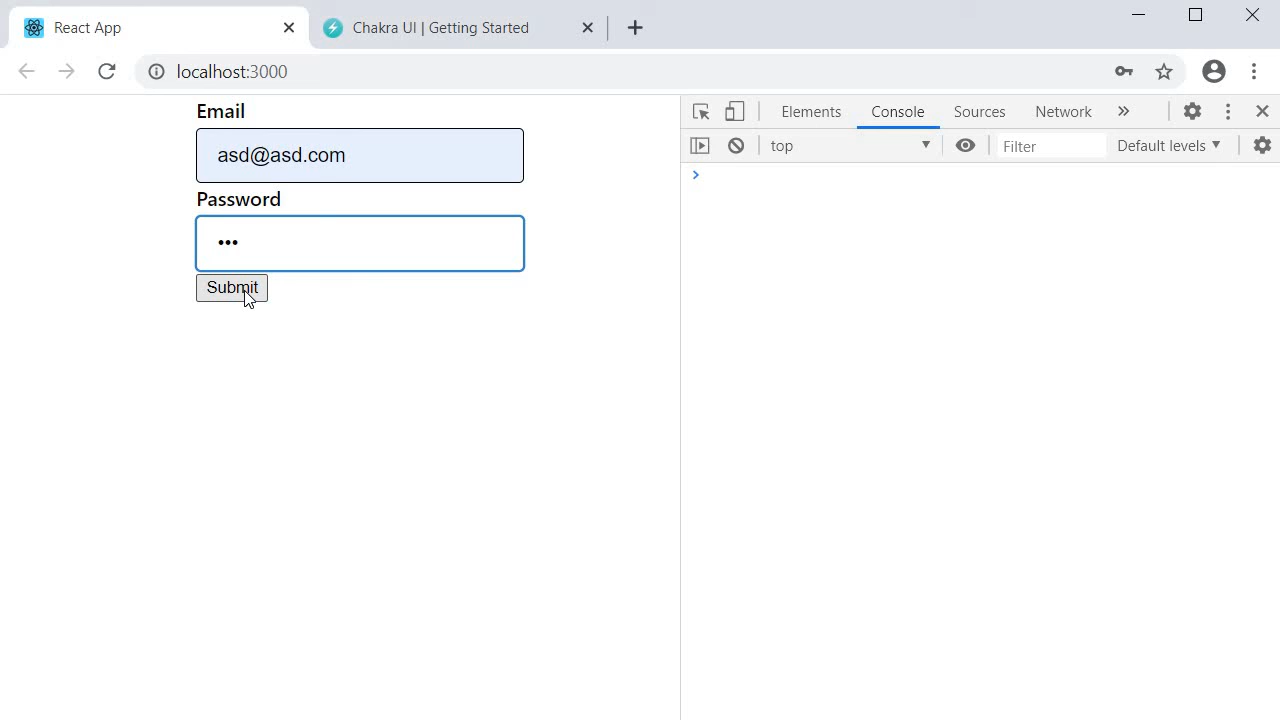 React App
Chakra UI | Getting Started
localhost:3000
Email
asd@asd.com
Password
•••
Submit
Elements Console Sources Network
top Filter Default levels